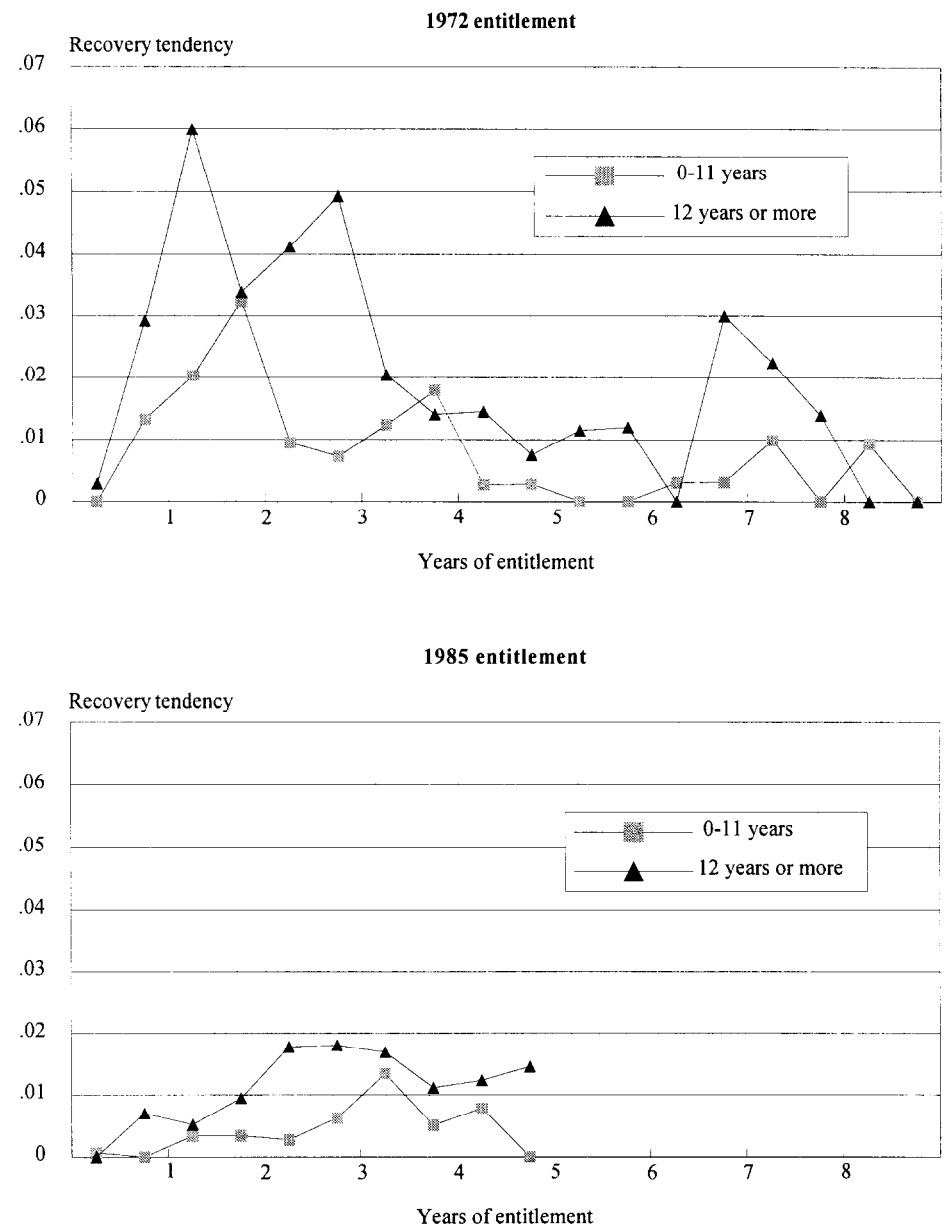 1972 entitlement
Recovery tendency
.07
.06
.05
.04
.03
.02
.01
0
0-11 years
12 years or more
1 2 3 4 5 6 7 8
Years of entitlement
1985 entitlement
Recovery tendency
.07
.06
.05
.04
.03
.02
.01
0
0-11 years
12 years or more
1 2 3 4 5 6 7 8
Years of entitlement